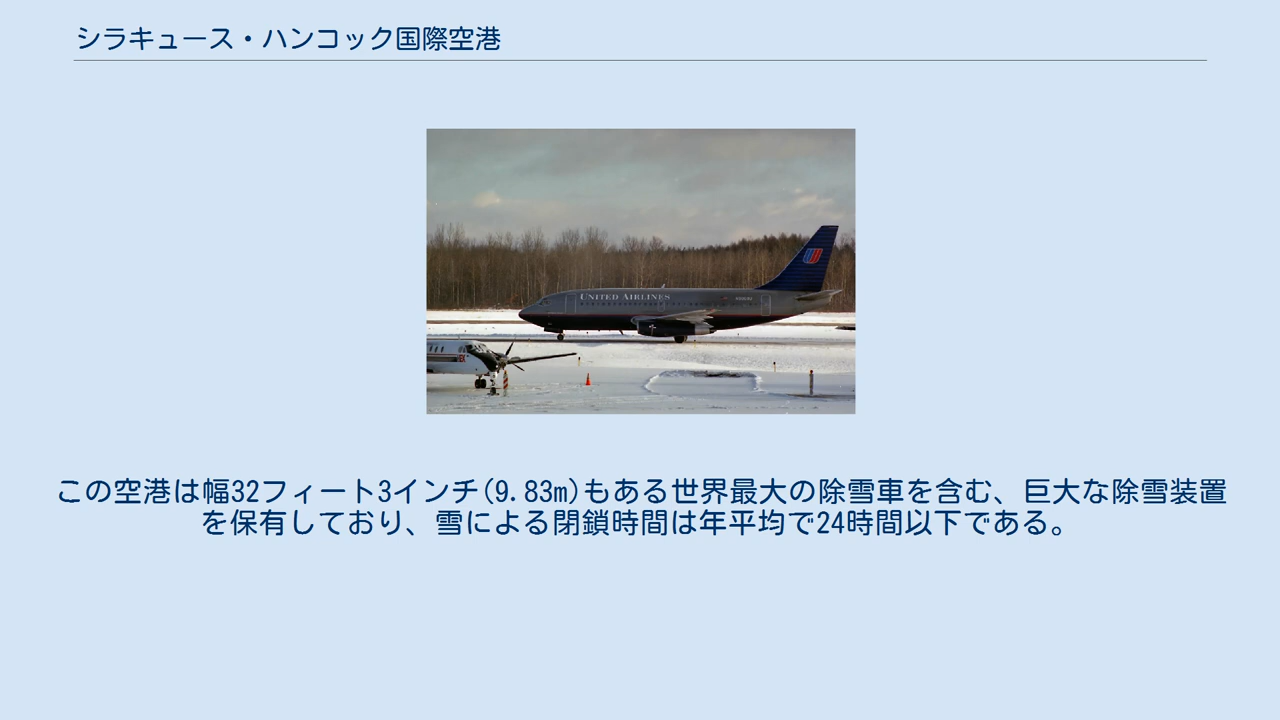 シラキュース・ハンコック国際空港
UNITED AIRLINES
この空港は幅32フィート3インチ(9.83m)もある世界最大の除雪車を含む、巨大な除雪装置
を保有しており、雪による閉鎖時間は年平均で24時間以下である。